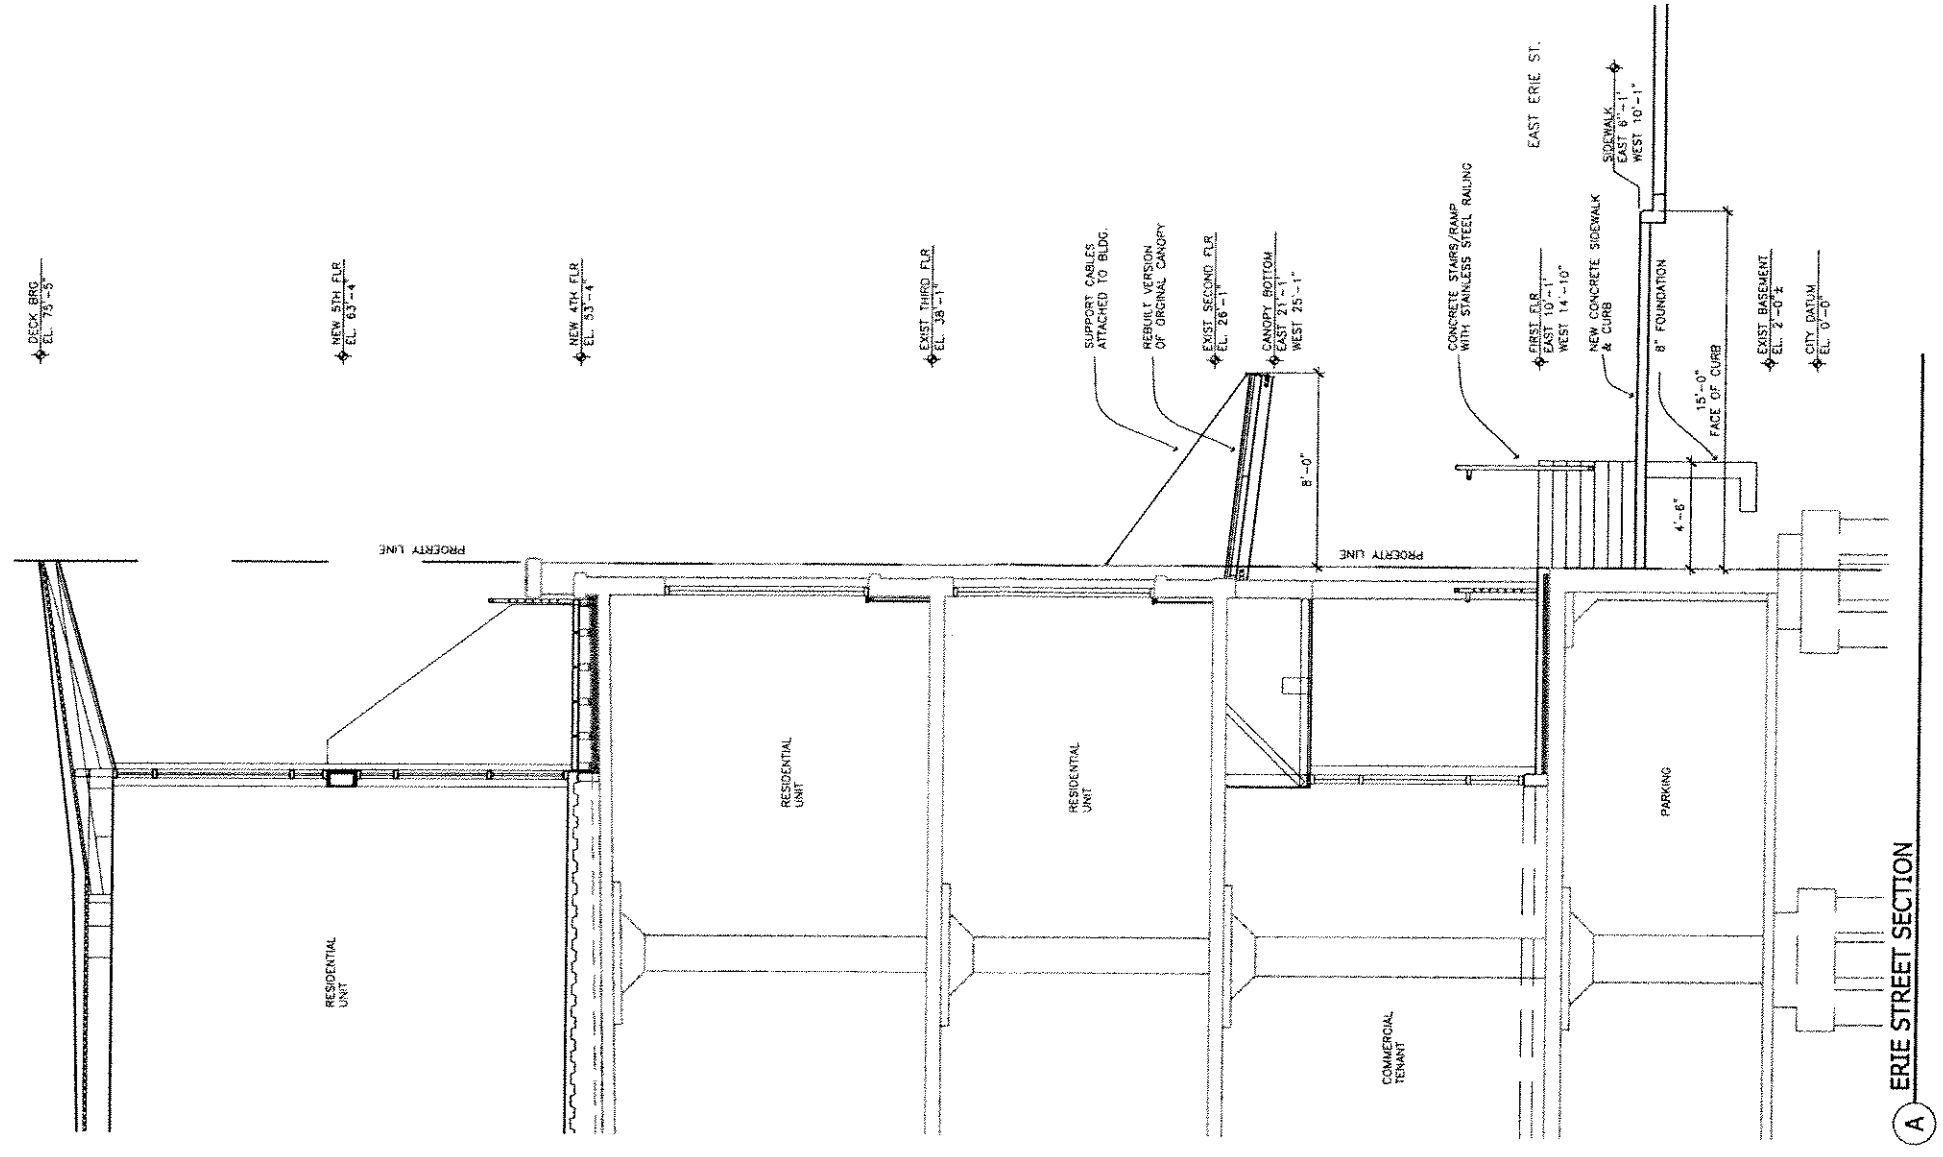 DECK BRG
EL. 75'-5"
NEW 5TH FLR
EL. 63'-4"
NEW 4TH FLR
EL. 53'-4"
EXIST THIRD FLR
EL. 38'-1"
SUPPORT CABLES
ATTACHED TO BLDG.
REBUILT VERSION
OF ORGINAL CANOPY
EXIST SECOND FLR
EL. 26'-1"
CANOPY BOTTOM
EAST 21'-1"
WEST 25'-1"
CONCRETE STAIRS/RAMP
WITH STAINLESS STEEL RAILING
FIRST FLR
EAST 10'-1"
WEST 14'-10"
EAST ERIE ST.
NEW CONCRETE SIDEWALK
& CURB
SIDEWALK
EAST 6'-1"
WEST 10'-1"
8" FOUNDATION
15'-0"
FACE OF CURB
EXIST BASEMENT
EL. 2'-0"±
CITY DATUM
EL. 0'-0"
PROERTY LINE
8'-0"
PROERTY LINE
4'-6"
RESIDENTIAL
UNIT
RESIDENTIAL
UNIT
RESIDENTIAL
UNIT
COMMERCIAL
TENANT
PARKING
A
ERIE STREET SECTION